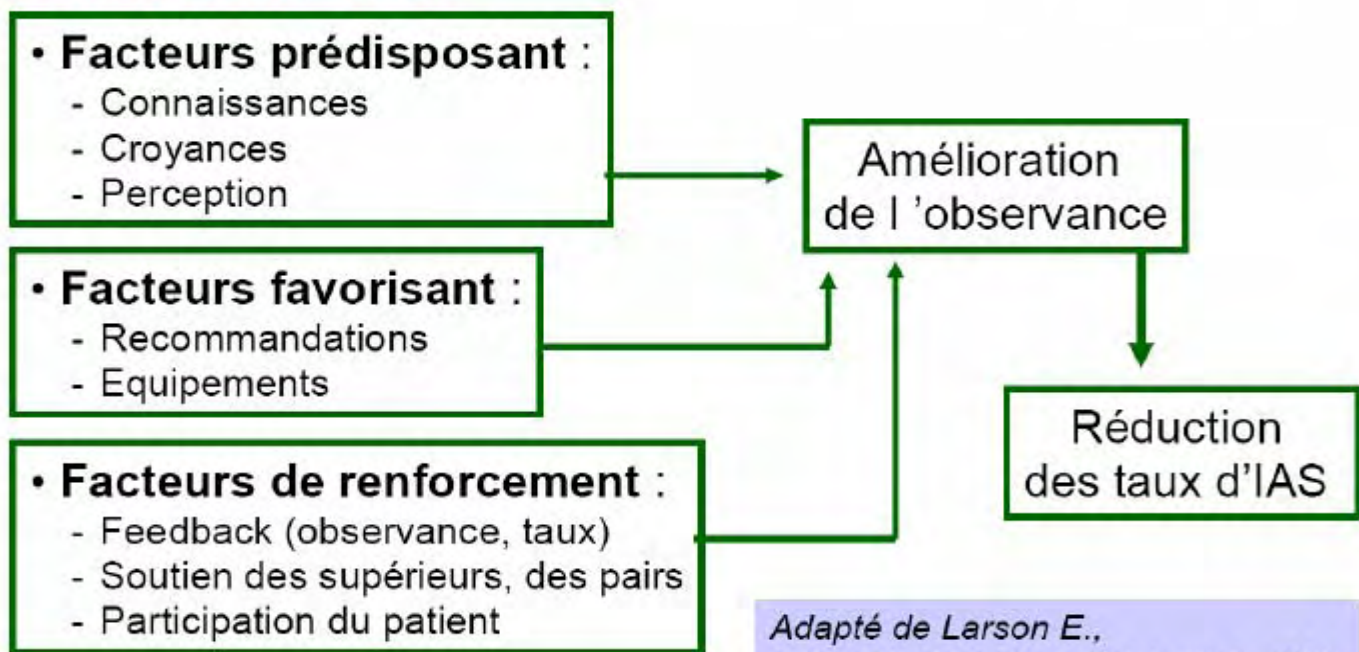 • Facteurs prédisposant :
- Connaissances
- Croyances
- Perception
Amélioration
de l ’observance
• Facteurs favorisant :
- Recommandations
- Equipements
Réduction
des taux d’IAS
• Facteurs de renforcement :
- Feedback (observance, taux)
- Soutien des supérieurs, des pairs
- Participation du patient
Adapté de Larson E.,